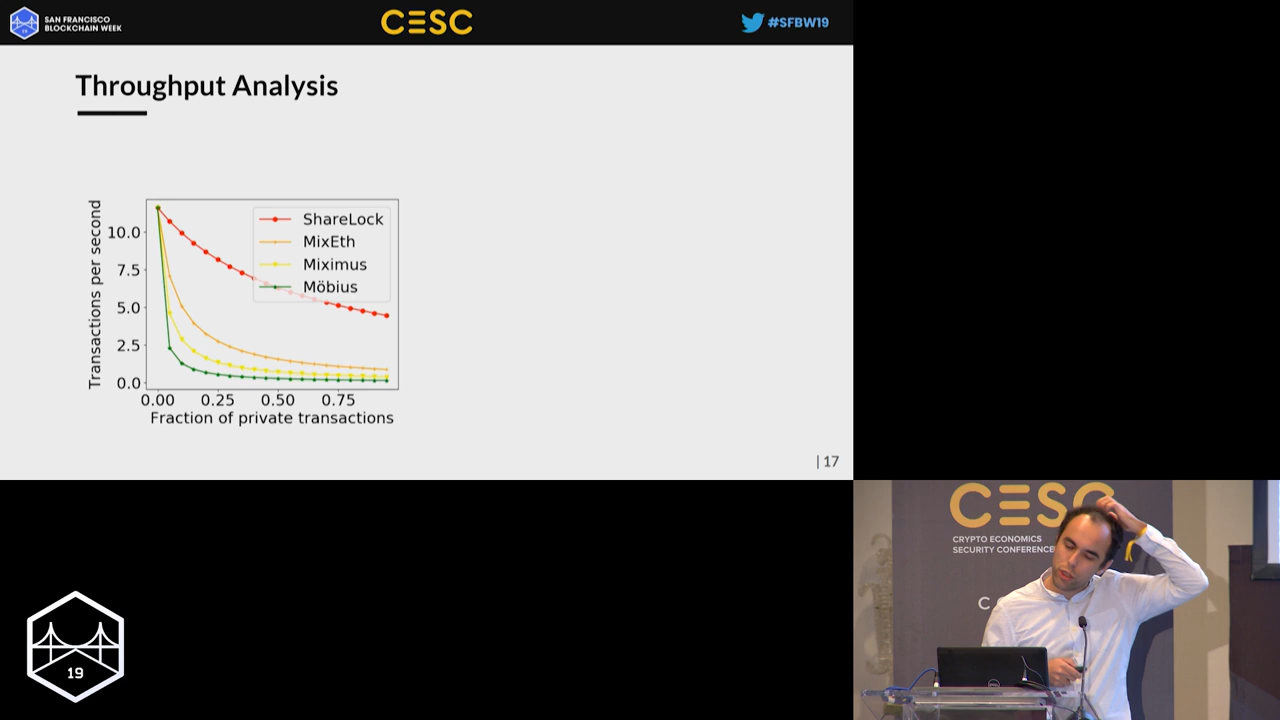 SAN FRANCISCO
BLOCKCHAIN WEEK
19
CESC
#SFBW19
Throughput Analysis
Transactions per second
10.0
7.5
5.0
2.5
0.0
ShareLock
MixEth
Miximus
Möbius
0.00 0.25 0.50 0.75
Fraction of private transactions
| 17
CESC
CRYPTO ECONOMICS
SECURITY CONFERENCE
C
DELL
19